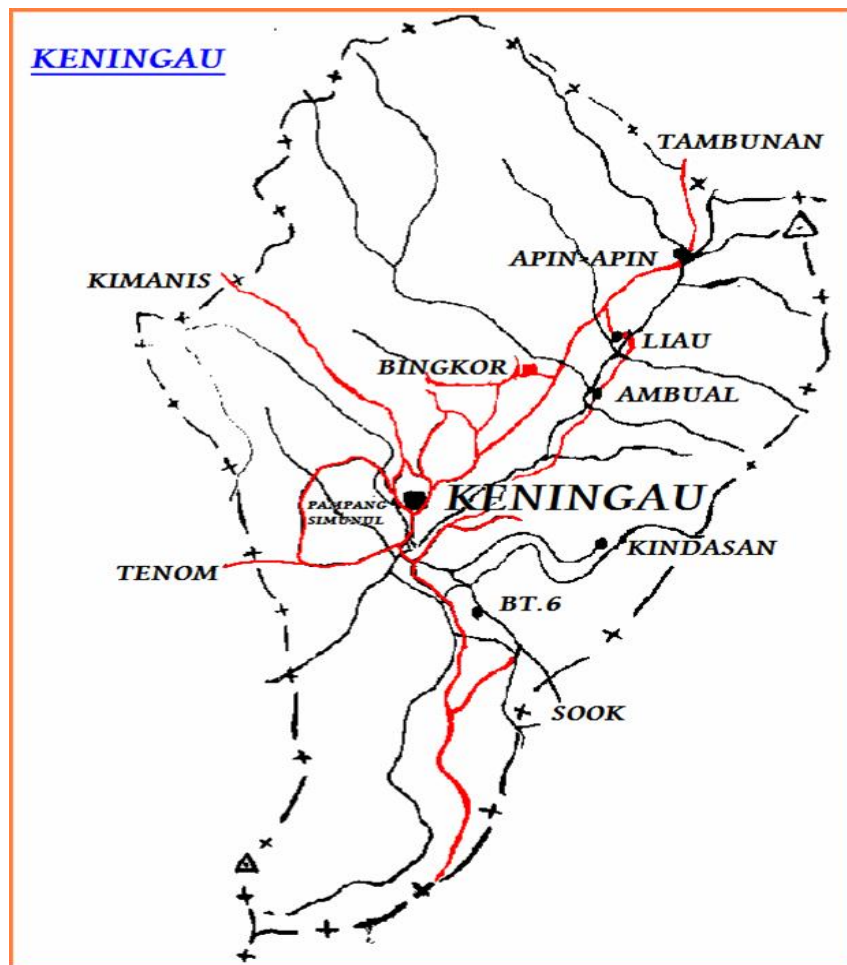 KENINGAU
TAMBUNAN
APIN-APIN
KIMANIS
LIAU
BINGKOR
AMBUAL
KENINGAU
PAMPANG
SIMUNUL
KINDASAN
TENOM
BT.6
SOOK